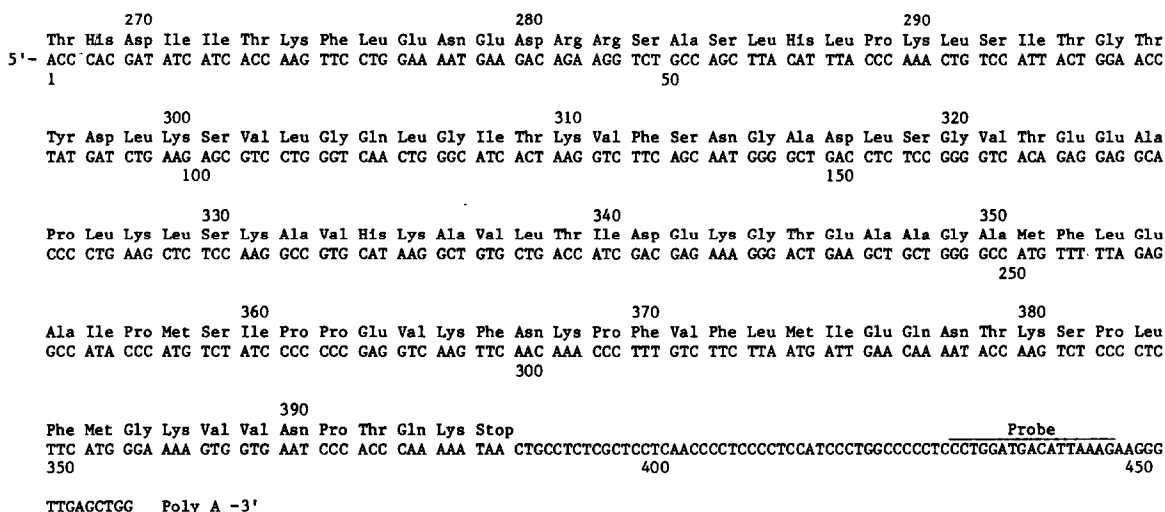 270 280 290
Thr His Asp Ile Ile Thr Lys Phe Leu Glu Asn Glu Asp Arg Arg Ser Ala Ser Leu His Leu Pro Lys Leu Ser Ile Thr Gly Thr
5'- ACC CAC GAT ATC ATC ACC AAG TTC CTG GAA AAT GAA GAC AGA AGG TCT GCC AGC TTA CAT TTA CCC AAA CTG TCC ATT ACT GGA ACC
1 50
300 310 320
Tyr Asp Leu Lys Ser Val Leu Gly Gln Leu Gly Ile Thr Lys Val Phe Ser Asn Gly Ala Asp Leu Ser Gly Val Thr Glu Glu Ala
TAT GAT CTG AAG AGC GTC CTG GGT CAA CTG GGC ATC ACT AAG GTC TTC AGC AAT GGG GCT GAC CTC TCC GGG GTC ACA GAG GAG GCA
100 150
330 340 350
Pro Leu Lys Leu Ser Lys Ala Val His Lys Ala Val Leu Thr Ile Asp Glu Lys Gly Thr Glu Ala Ala Gly Ala Met Phe Leu Glu
CCC CTG AAG CTC TCC AAG GCC GTG CAT AAG GCT GTG CTG ACC ATC GAC GAG AAA GGG ACT GAA GCT GCT GGG GCC ATG TTT TTA GAG
250
360 370 380
Ala Ile Pro Met Ser Ile Pro Pro Glu Val Lys Phe Asn Lys Pro Phe Val Phe Leu Met Ile Glu Gln Asn Thr Lys Ser Pro Leu
GCC ATA CCC ATG TCT ATC CCC CCC GAG GTC AAG TTC AAC AAA CCC TTT GTC TTC TTA ATG ATT GAA CAA AAT ACC AAG TCT CCC CTC
300
390
Phe Met Gly Lys Val Val Asn Pro Thr Gln Lys Stop Probe
TTC ATG GGA AAA GTG GTG AAT CCC ACC CAA AAA TAA CTGCCTCTCGCTCCTCAACCCCTCCCCTCCATCCCTGGCCCCCTCCCTGGATGACATTAAAGAAGGG
350 400 450
TTGAGCTGG Poly A -3'